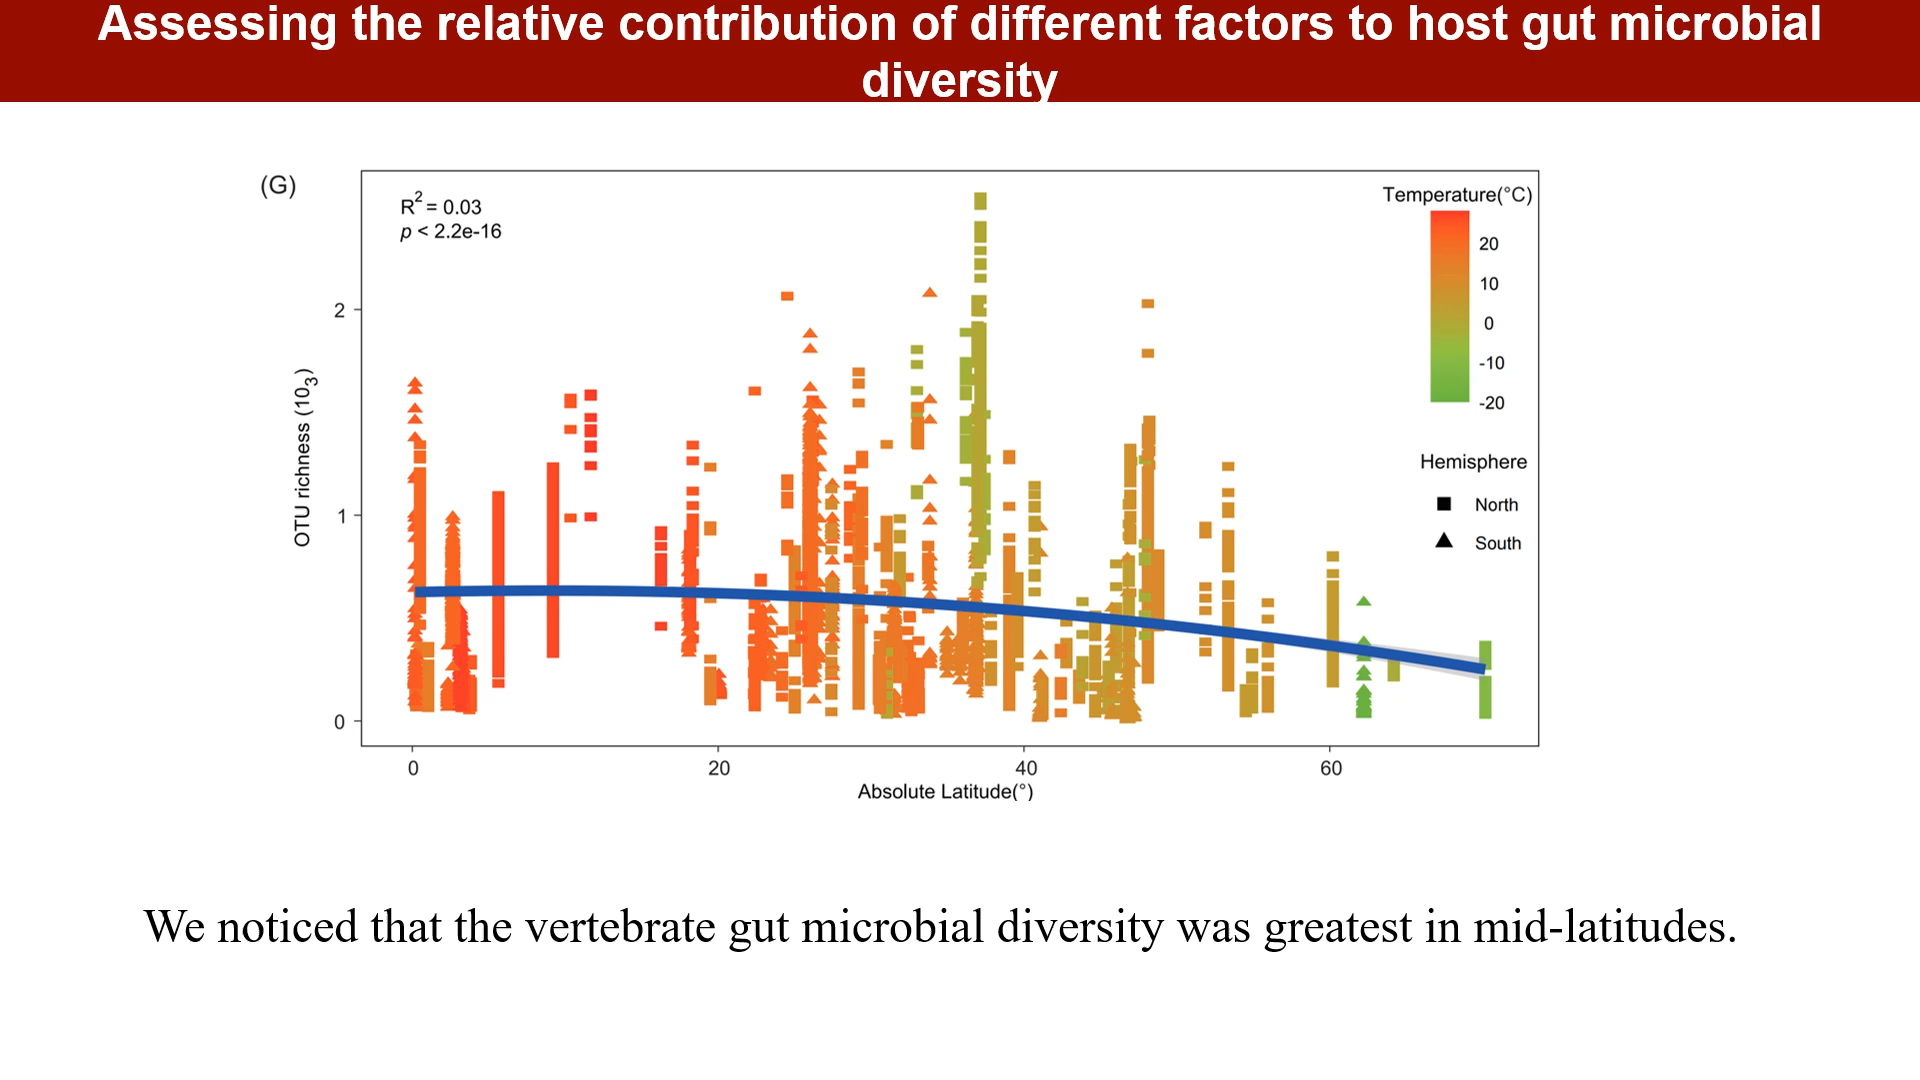 Assessing the relative contribution of different factors to host gut microbial
diversity
(G)
R2 = 0.03
p < 2.2e-16
Temperature(°C)
20
10
0
-10
-20
Hemisphere
North
South
OTU richness (103)
2
1
0
0 20 40 60
Absolute Latitude(°)
We noticed that the vertebrate gut microbial diversity was greatest in mid-latitudes.